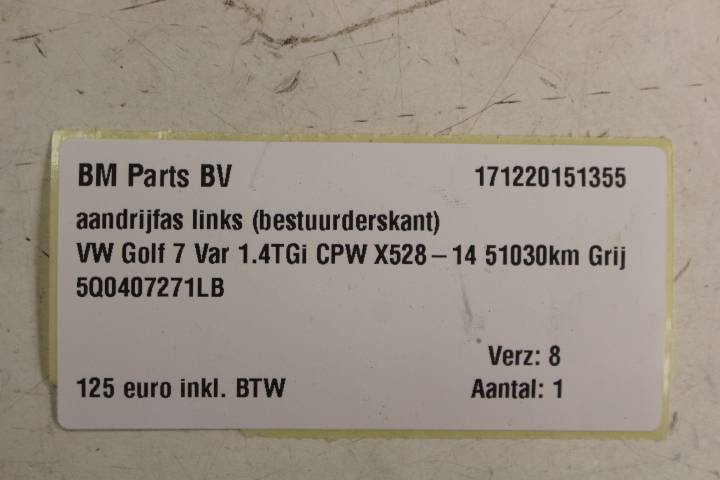 BM Parts BV 171220151355
aandrijfas links (bestuurderskant)
VW Golf 7 Var 1.4TGi CPW X528 – 14 51030km Grij
5Q0407271LB
Verz: 8
125 euro inkl. BTW Aantal: 1